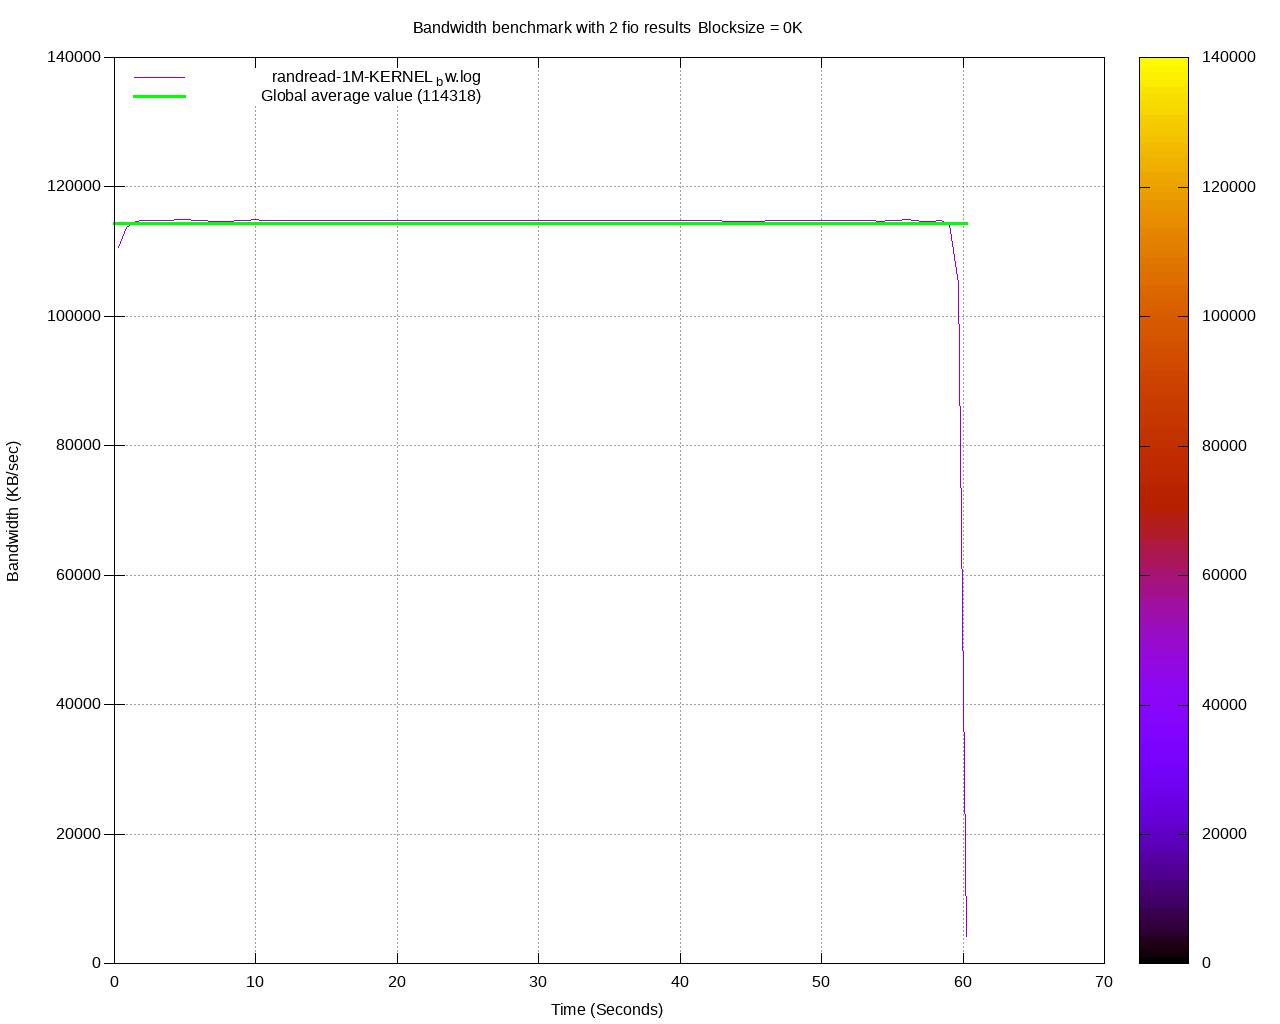 Bandwidth benchmark with 2 fio results Blocksize = 0K
randread-1M-KERNEL_bw.log
Global average value (114318)
140000
120000
100000
80000
60000
40000
20000
0
Bandwidth (KB/sec)
0 10 20 30 40 50 60 70
Time (Seconds)
140000
120000
100000
80000
60000
40000
20000
0